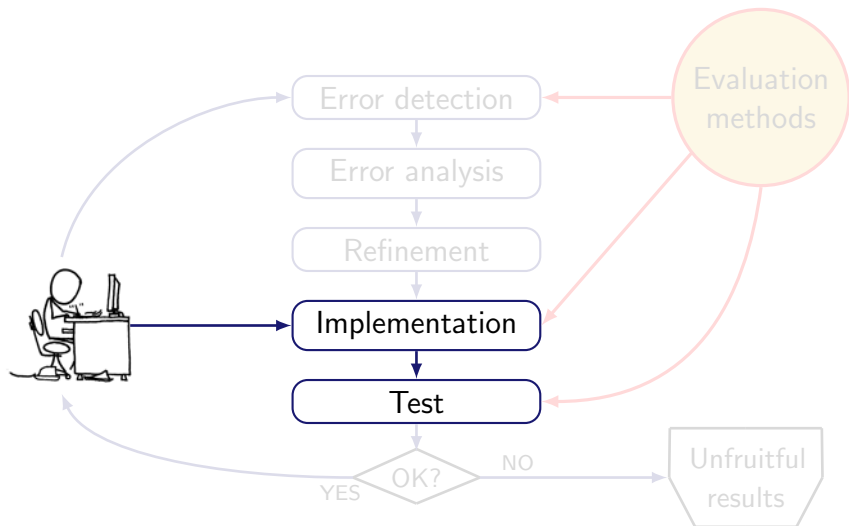 Evaluation
methods
Error detection
Error analysis
Refinement
Implementation
Test
OK?
NO
YES
Unfruitful
results